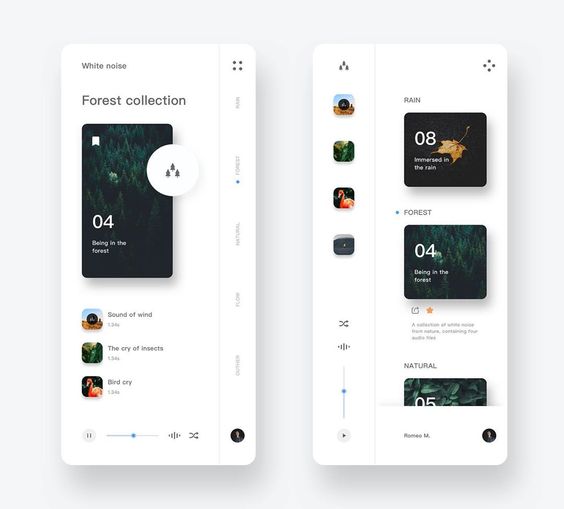 White noise
Forest collection
RAIN
FOREST
NATURAL
FLOW
OUTHER
04
Being in the
forest
Sound of wind
1.34s
The cry of insects
1.34s
Bird cry
1.34s
RAIN
08
Immersed in
the rain
FOREST
04
Being in the
forest
A collection of white noise
from nature, containing four
audio files
NATURAL
05
Romeo M.